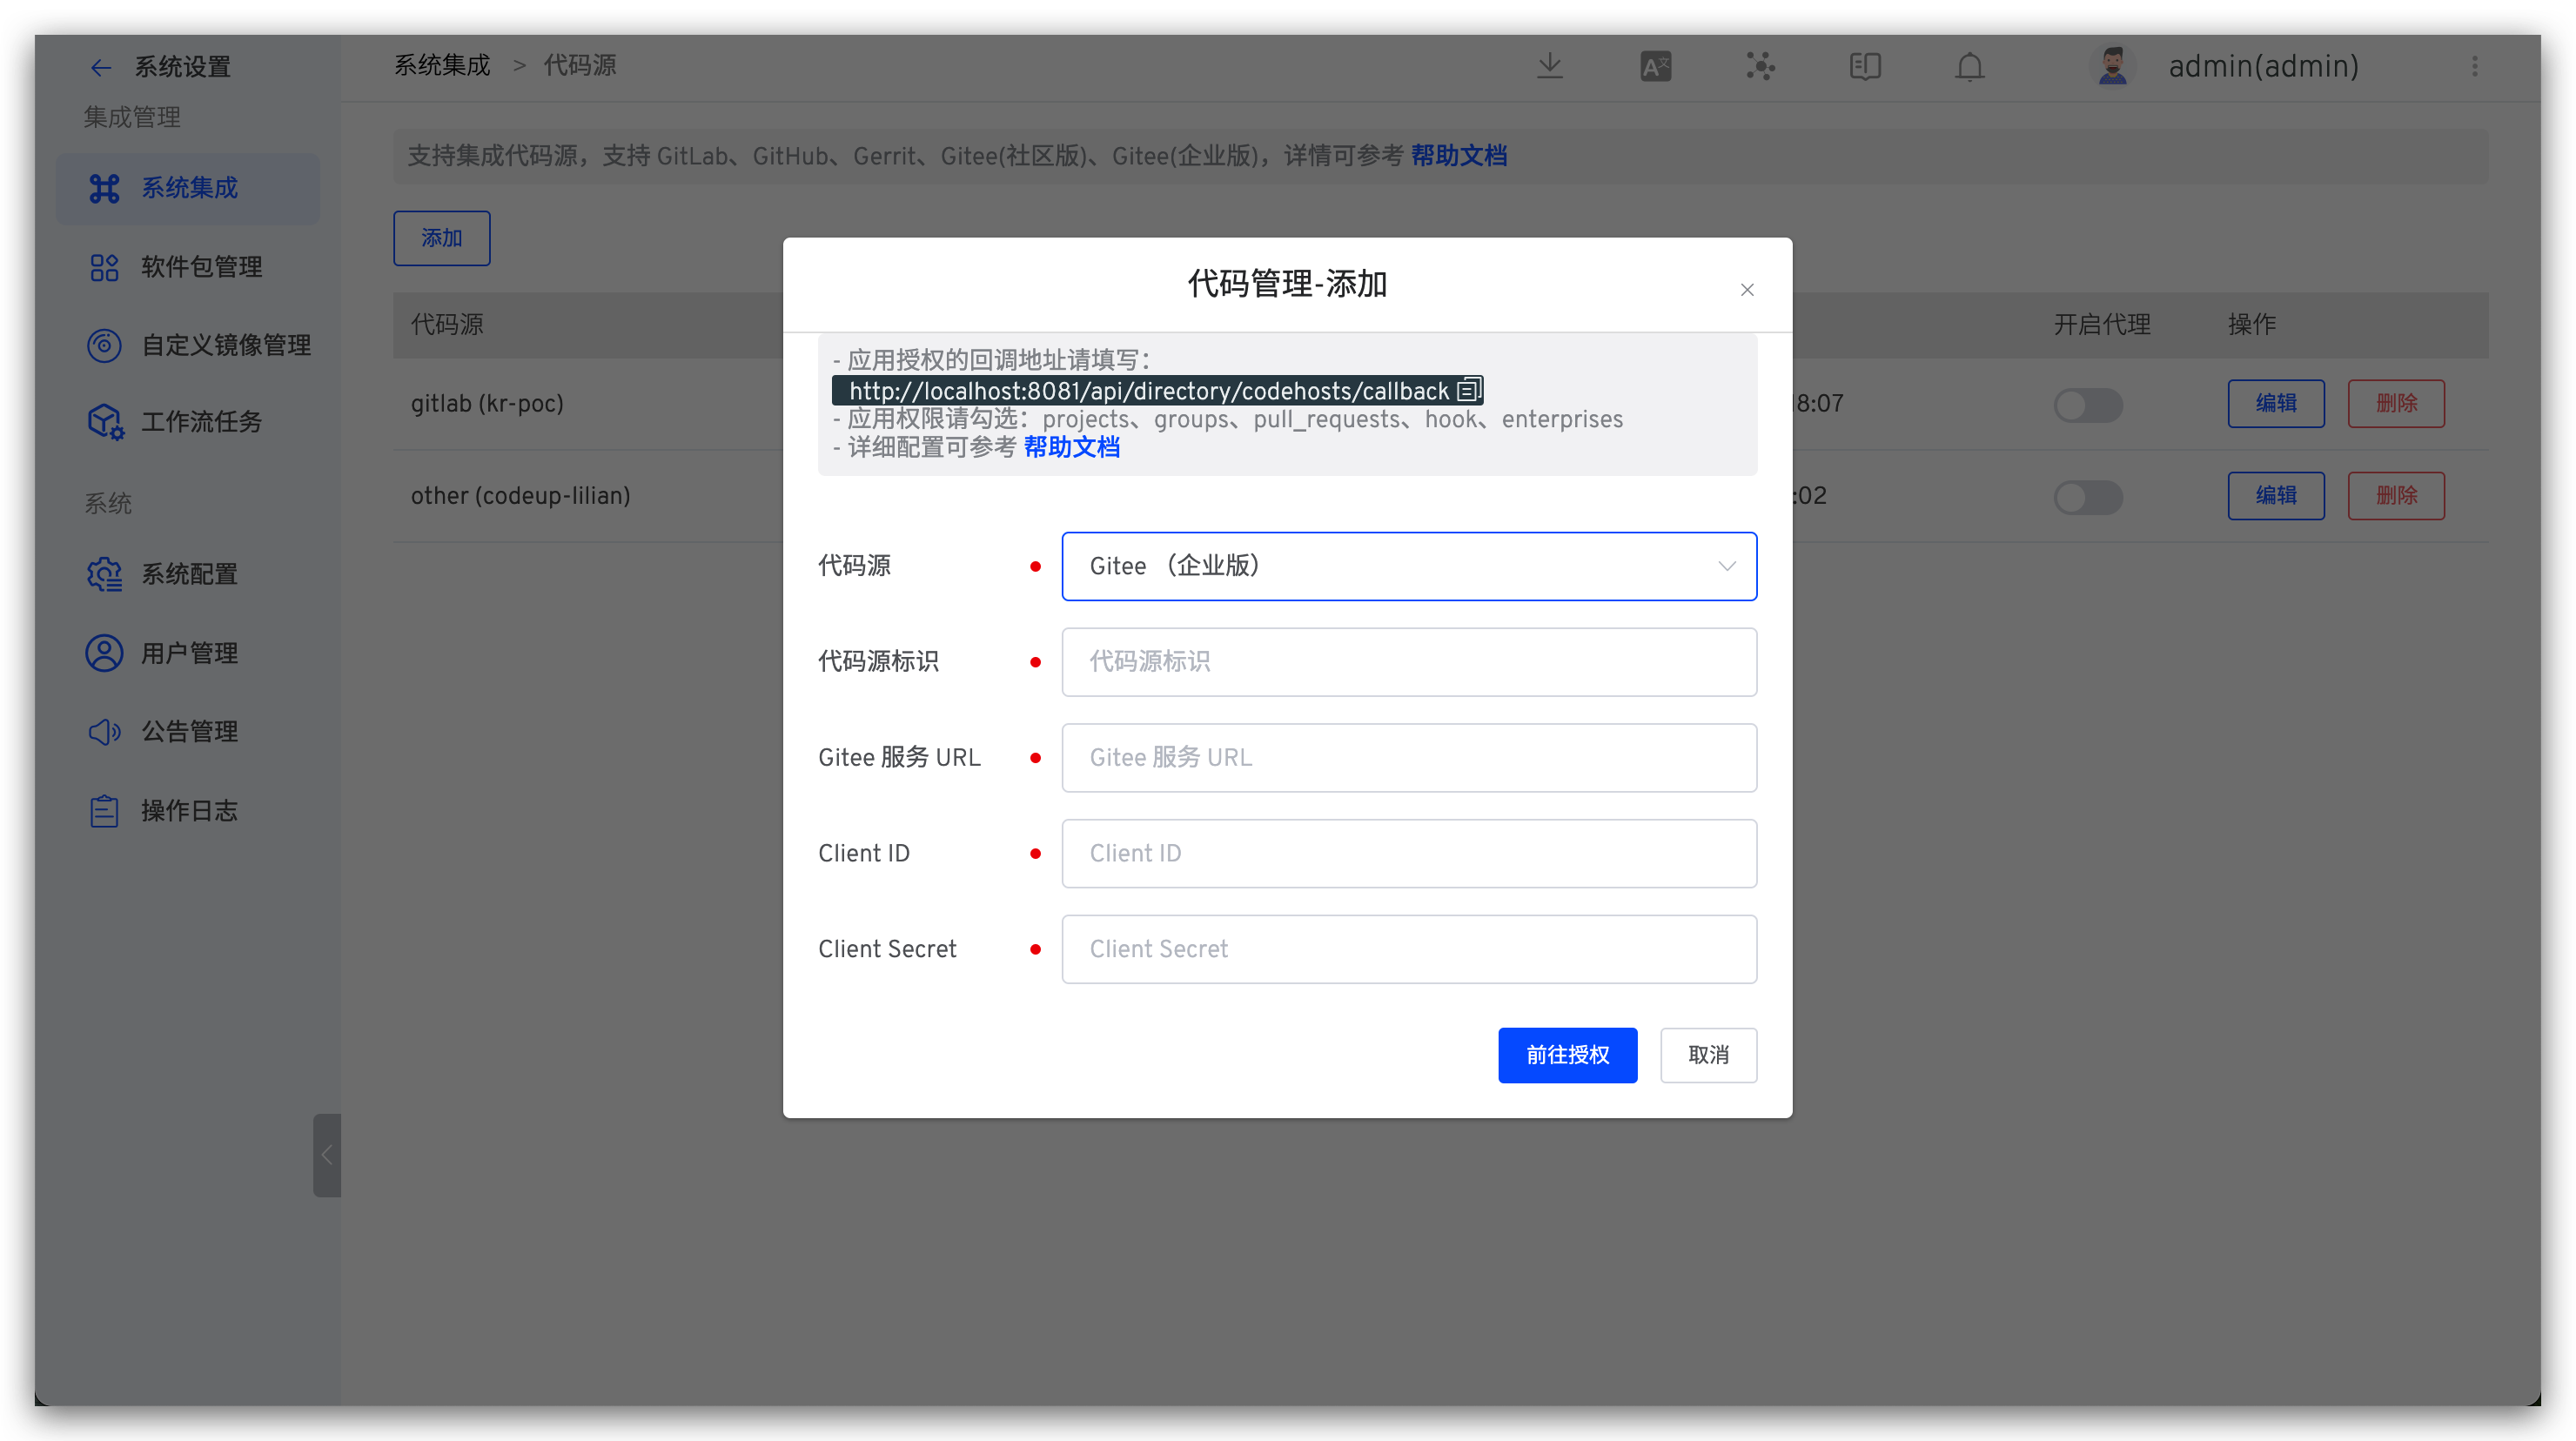 系统设置
集成管理
系统集成
软件包管理
自定义镜像管理
工作流任务
系统
系统配置
用户管理
公告管理
操作日志
系统集成 > 代码源
admin(admin)
支持集成代码源，支持 GitLab、GitHub、Gerrit、Gitee(社区版)、Gitee(企业版)，详情可参考 帮助文档
添加
代码源 开启代理 操作
gitlab (kr-poc) 8:07 编辑 删除
other (codeup-lilian) :02 编辑 删除
代码管理-添加
- 应用授权的回调地址请填写：
http://localhost:8081/api/directory/codehosts/callback
- 应用权限请勾选：projects、groups、pull_requests、hook、enterprises
- 详细配置可参考 帮助文档
代码源 Gitee （企业版）
代码源标识 代码源标识
Gitee 服务 URL Gitee 服务 URL
Client ID Client ID
Client Secret Client Secret
前往授权 取消